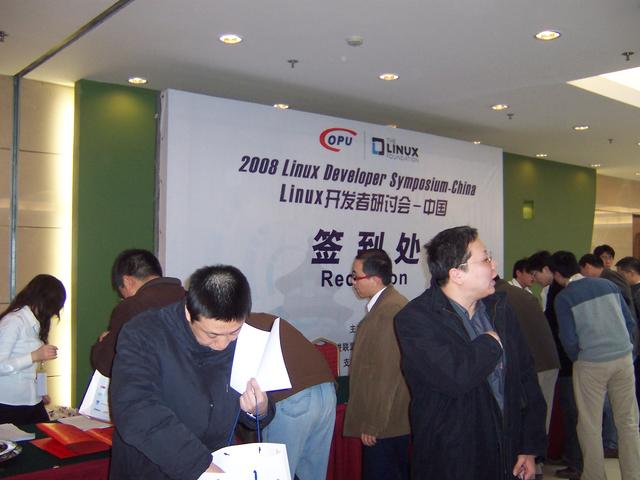 COPU
THE
LINUX
FOUNDATION
2008 Linux Developer Symposium-China
Linux开发者研讨会－中国
签到处